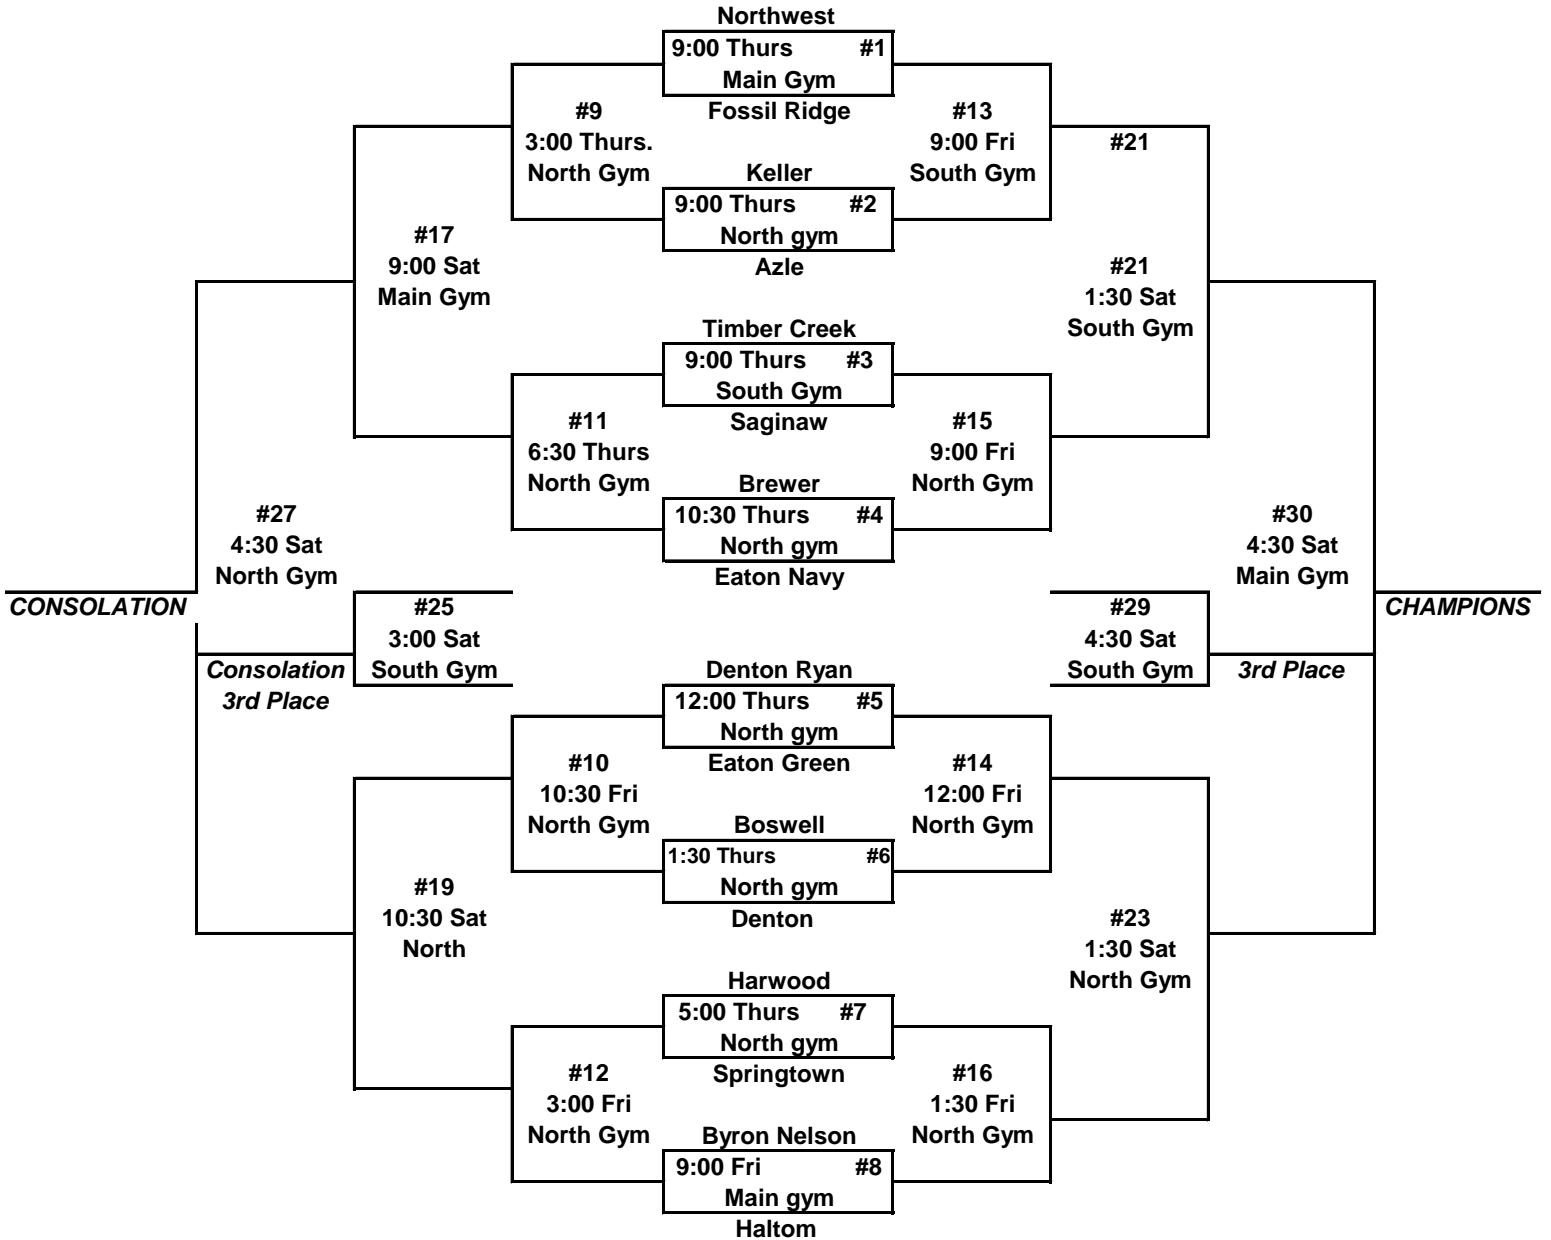 Northwest
9:00 Thurs #1
Main Gym
Fossil Ridge
#9
3:00 Thurs.
North Gym
#13
9:00 Fri
South Gym
#21
Keller
9:00 Thurs #2
North gym
Azle
#17
9:00 Sat
Main Gym
#21
1:30 Sat
South Gym
Timber Creek
9:00 Thurs #3
South Gym
Saginaw
#11
6:30 Thurs
North Gym
#15
9:00 Fri
North Gym
Brewer
10:30 Thurs #4
North gym
Eaton Navy
#27
4:30 Sat
North Gym
#30
4:30 Sat
Main Gym
CONSOLATION
#25
3:00 Sat
South Gym
#29
4:30 Sat
South Gym
CHAMPIONS
Consolation
3rd Place
3rd Place
Denton Ryan
12:00 Thurs #5
North gym
Eaton Green
#10
10:30 Fri
North Gym
#14
12:00 Fri
North Gym
Boswell
1:30 Thurs #6
North gym
Denton
#19
10:30 Sat
North
#23
1:30 Sat
North Gym
Harwood
5:00 Thurs #7
North gym
Springtown
#12
3:00 Fri
North Gym
#16
1:30 Fri
North Gym
Byron Nelson
9:00 Fri #8
Main gym
Haltom